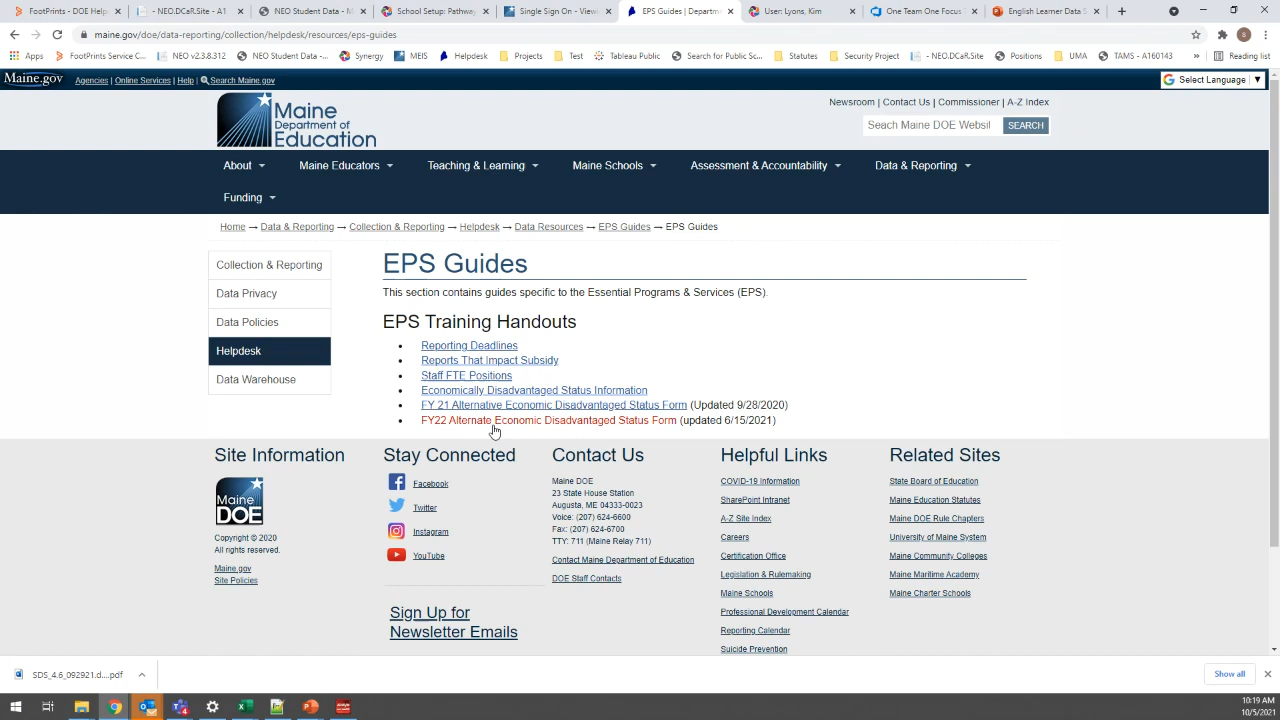 FootPrints - DOE Help
- NEO.DCaR.Site - A1
NEO Student Data - M
School Setup: Pathway
Single Sign On - Viewi
EPS Guides | Departm
User: Lyons, Kim
One Team One Focus
English Learner Data S
maine.gov/doe/data-reporting/collection/helpdesk/resources/eps-guides
Apps
FootPrints Service C...
NEO v2.3.8.312
NEO Student Data -...
Synergy
MEIS
Helpdesk
Projects
Test
Tableau Public
Search for Public Sc...
Statutes
Security Project
- NEO.DCaR.Site
Positions
UMA
TAMS - A160143
»
Reading list
Maine.gov
Agencies | Online Services | Help | Search Maine.gov
Select Language ▼
Maine Department of Education
Newsroom | Contact Us | Commissioner | A-Z Index
Seach Maine DOE Websit
SEARCH
About
Maine Educators
Teaching & Learning
Maine Schools
Assessment & Accountability
Data & Reporting
Funding
Home → Data & Reporting → Collection & Reporting → Helpdesk → Data Resources → EPS Guides → EPS Guides
Collection & Reporting
Data Privacy
Data Policies
Helpdesk
Data Warehouse
EPS Guides
This section contains guides specific to the Essential Programs & Services (EPS).
EPS Training Handouts
• Reporting Deadlines
• Reports That Impact Subsidy
• Staff FTE Positions
• Economically Disadvantaged Status Information
• FY 21 Alternative Economic Disadvantaged Status Form (Updated 9/28/2020)
• FY22 Alternate Economic Disadvantaged Status Form (updated 6/15/2021)
Site Information
Maine DOE
Copyright © 2020
All rights reserved.
Maine.gov
Site Policies
Stay Connected
Facebook
Twitter
Instagram
YouTube
Sign Up for
Newsletter Emails
Contact Us
Maine DOE
23 State House Station
Augusta, ME 04333-0023
Voice: (207) 624-6600
Fax: (207) 624-6700
TTY: 711 (Maine Relay 711)
Contact Maine Department of Education
DOE Staff Contacts
Helpful Links
COVID-19 Information
SharePoint Intranet
A-Z Site Index
Careers
Certification Office
Legislation & Rulemaking
Maine Schools
Professional Development Calendar
Reporting Calendar
Suicide Prevention
Related Sites
State Board of Education
Maine Education Statutes
Maine DOE Rule Chapters
University of Maine System
Maine Community Colleges
Maine Maritime Academy
Maine Charter Schools
SDS_4.6_092921.d....pdf
Show all
10:19 AM
10/5/2021